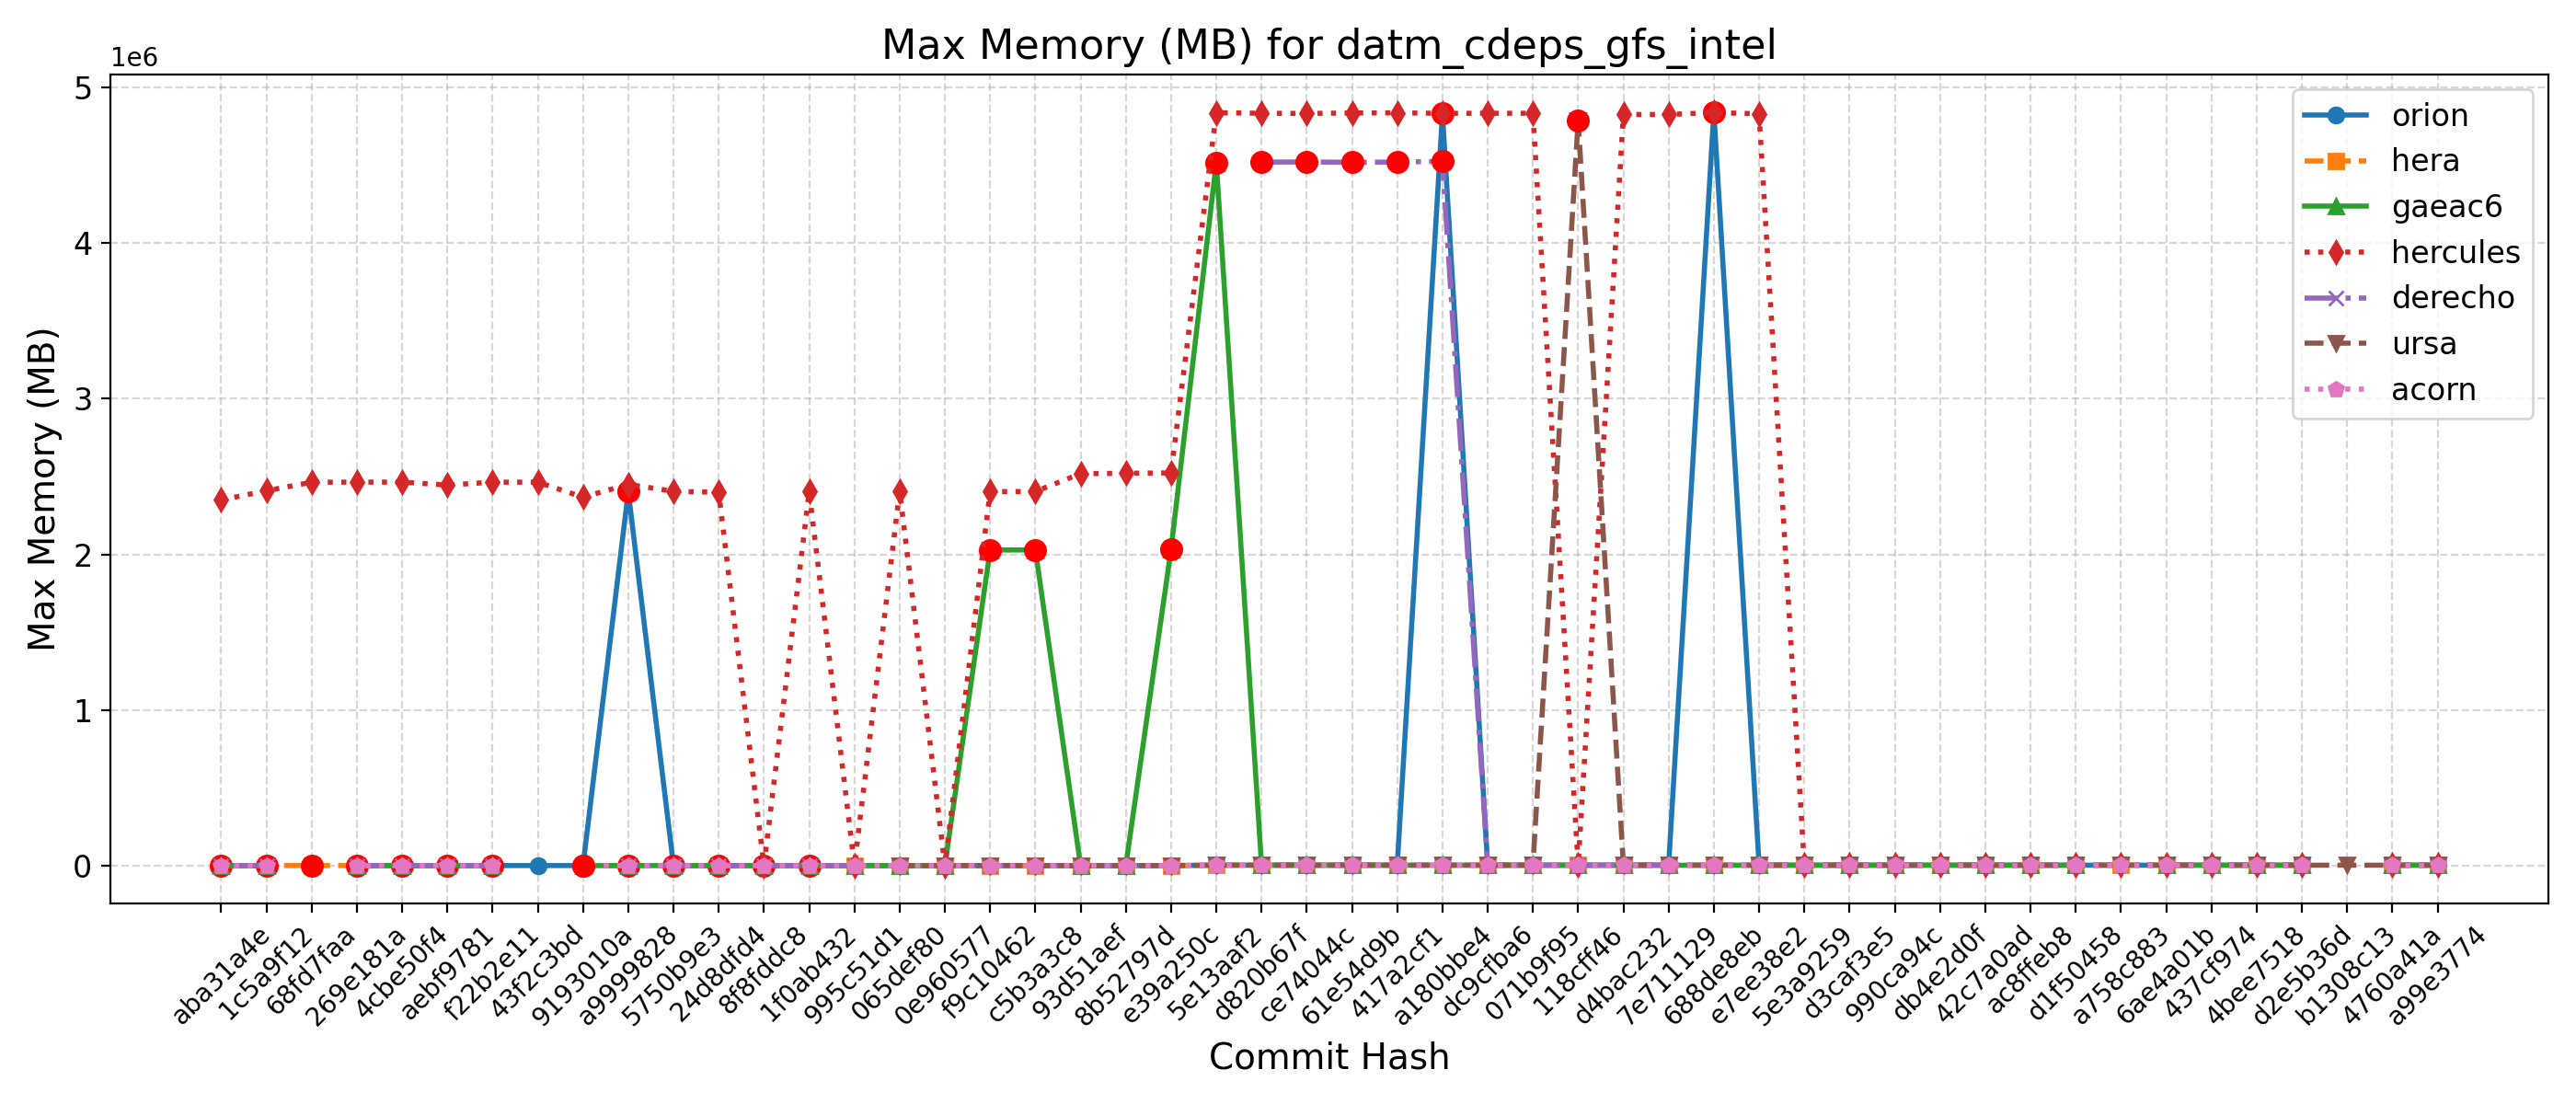 Max Memory (MB) for datm_cdeps_gfs_intel
1e6
5
4
3
2
1
0
Max Memory (MB)
orion
hera
gaeac6
hercules
derecho
ursa
acorn
aba31a4e
1c5a9f12
68fd7faa
269e181a
4cbe50f4
aebf9781
f22b2e11
43f2c3bd
9193010a
a9999828
5750b9e3
24d8dfd4
8f8fddc8
1f0ab432
995c51d1
065def80
0e960577
f9c10462
c5b3a3c8
93d51aef
8b52797d
e39a250c
5e13aaf2
d820b67f
ce74044c
61e54d9b
417a2cf1
a180bbe4
dc9cfba6
071b9f95
118cff46
d4bac232
7e711129
688de8eb
e7ee38e2
5e3a9259
d3caf3e5
990ca94c
db4e2d0f
42c7a0ad
ac8ffeb8
d1f50458
a758c883
6ae4a01b
437cf974
4bee7518
d2e5b36d
b1308c13
4760a41a
a99e3774
Commit Hash